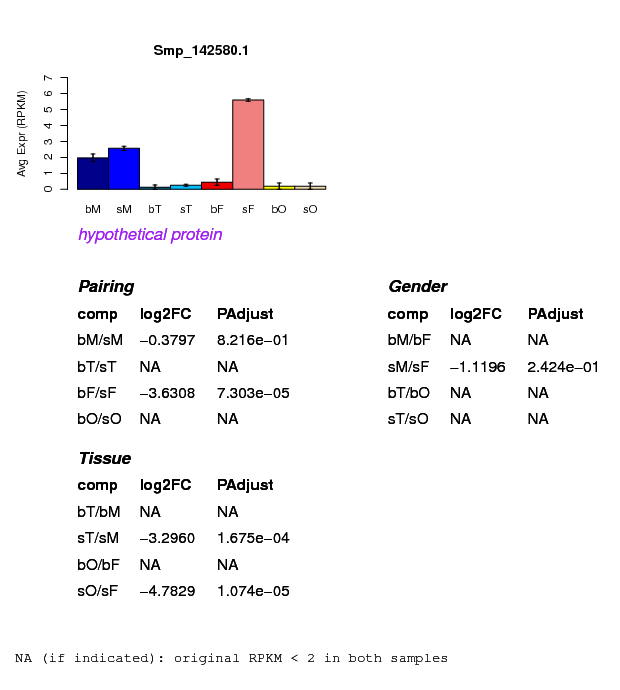 Smp_142580.1
Avg Expr (RPKM)
7
6
5
4
3
2
1
0
bM sM bT sT bF sF bO sO
hypothetical protein
Pairing Gender
comp log2FC PAdjust comp log2FC PAdjust
bM/sM −0.3797 8.216e−01 bM/bF NA NA
bT/sT NA NA sM/sF −1.1196 2.424e−01
bF/sF −3.6308 7.303e−05 bT/bO NA NA
bO/sO NA NA sT/sO NA NA
Tissue
comp log2FC PAdjust
bT/bM NA NA
sT/sM −3.2960 1.675e−04
bO/bF NA NA
sO/sF −4.7829 1.074e−05
NA (if indicated): original RPKM < 2 in both samples